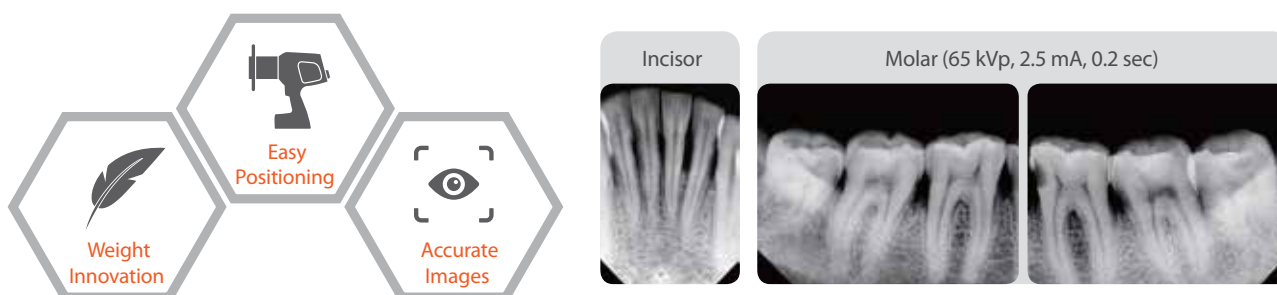 Easy
Positioning
Weight
Innovation
Accurate
Images
Incisor
Molar (65 kVp, 2.5 mA, 0.2 sec)